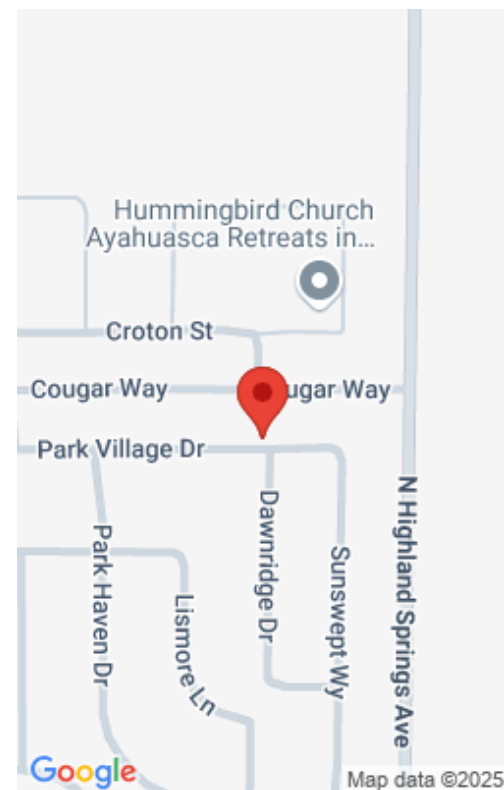 Hummingbird Church
Ayahuasca Retreats in...
Croton St
Cougar Way
ugar Way
Park Village Dr
N Highland Springs Ave
Dawnridge Dr
Sunswept Wy
Park Haven Dr
Lismore Ln
Google
Map data ©2025